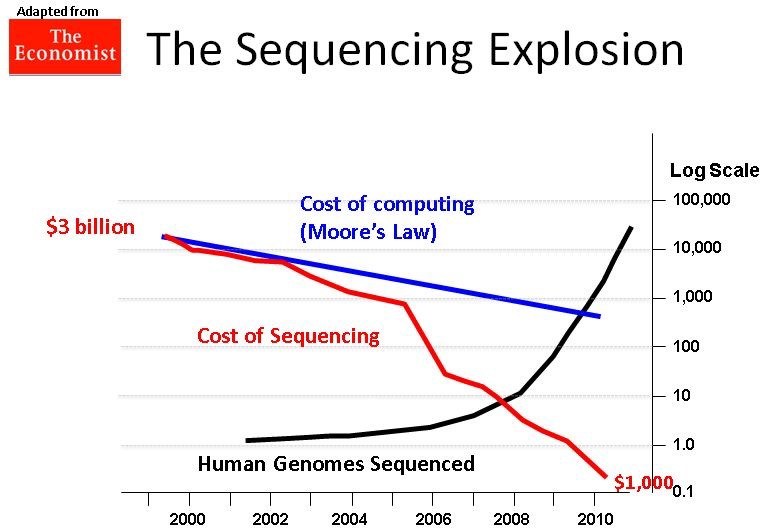 Adapted from
The
Economist
The Sequencing Explosion
Log Scale
Cost of computing
(Moore's Law)
$3 billion
Cost of Sequencing
Human Genomes Sequenced
$1,000
100,000
10,000
1,000
100
10
1.0
0.1
2000 2002 2004 2006 2008 2010